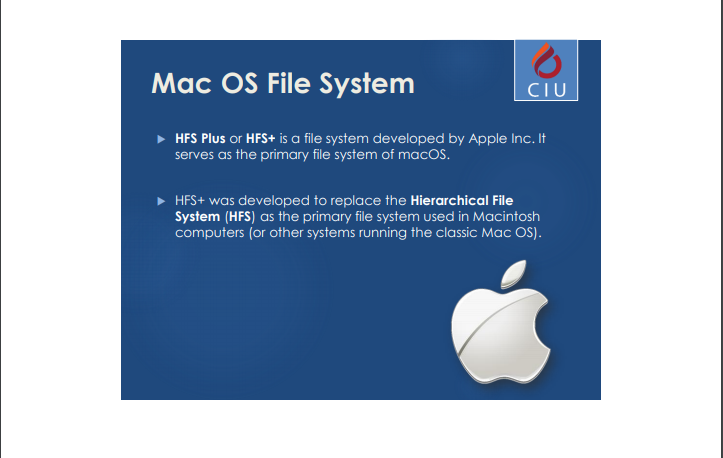 CIU
Mac OS File System
HFS Plus or HFS+ is a file system developed by Apple Inc. It
serves as the primary file system of macOS.
HFS+ was developed to replace the Hierarchical File
System (HFS) as the primary file system used in Macintosh
computers (or other systems running the classic Mac OS).